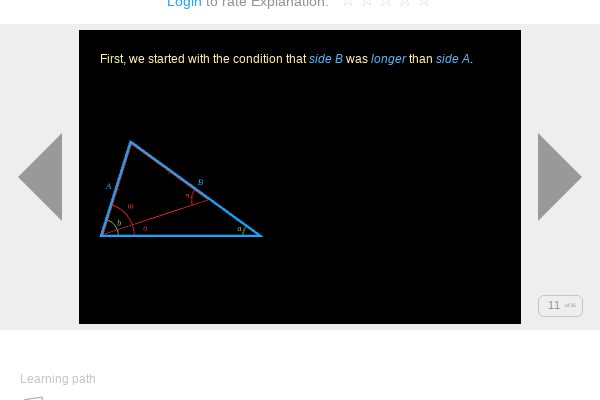 Login to rate Explanation:
First, we started with the condition that side B was longer than side A.
A
B
m
n
b
o
a
11 of 26
Learning path